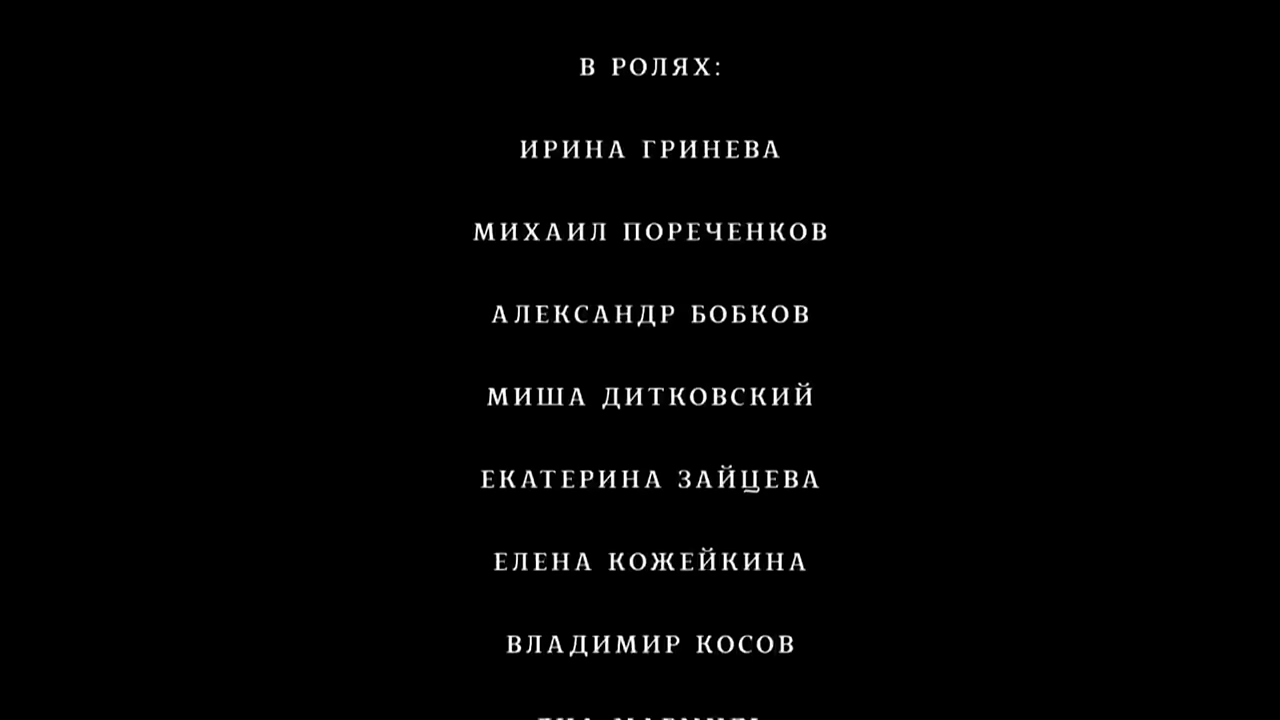 В РОЛЯХ:
ИРИНА ГРИНЕВА
МИХАИЛ ПОРЕЧЕНКОВ
АЛЕКСАНДР БОБКОВ
МИША ДИТКОВСКИЙ
ЕКАТЕРИНА ЗАЙЦЕВА
ЕЛЕНА КОЖЕЙКИНА
ВЛАДИМИР КОСОВ